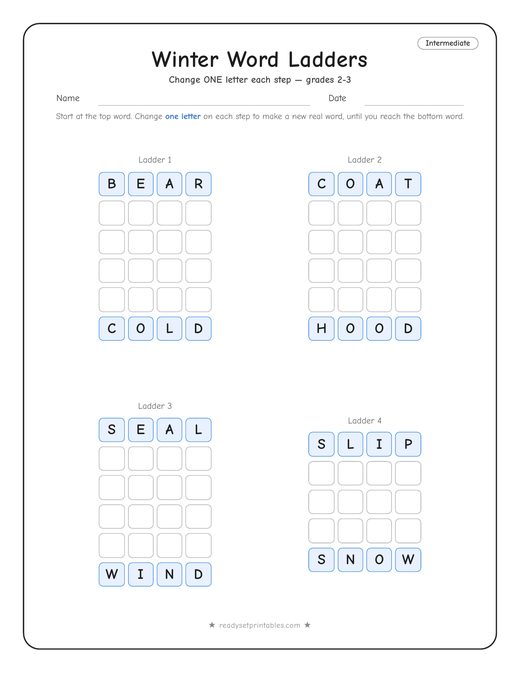 Intermediate
Winter Word Ladders
Change ONE letter each step — grades 2-3
Name Date
Start at the top word. Change one letter on each step to make a new real word, until you reach the bottom word.
Ladder 1
B E A R
C O L D
Ladder 2
C O A T
H O O D
Ladder 3
S E A L
W I N D
Ladder 4
S L I P
S N O W
★ readysetprintables.com ★